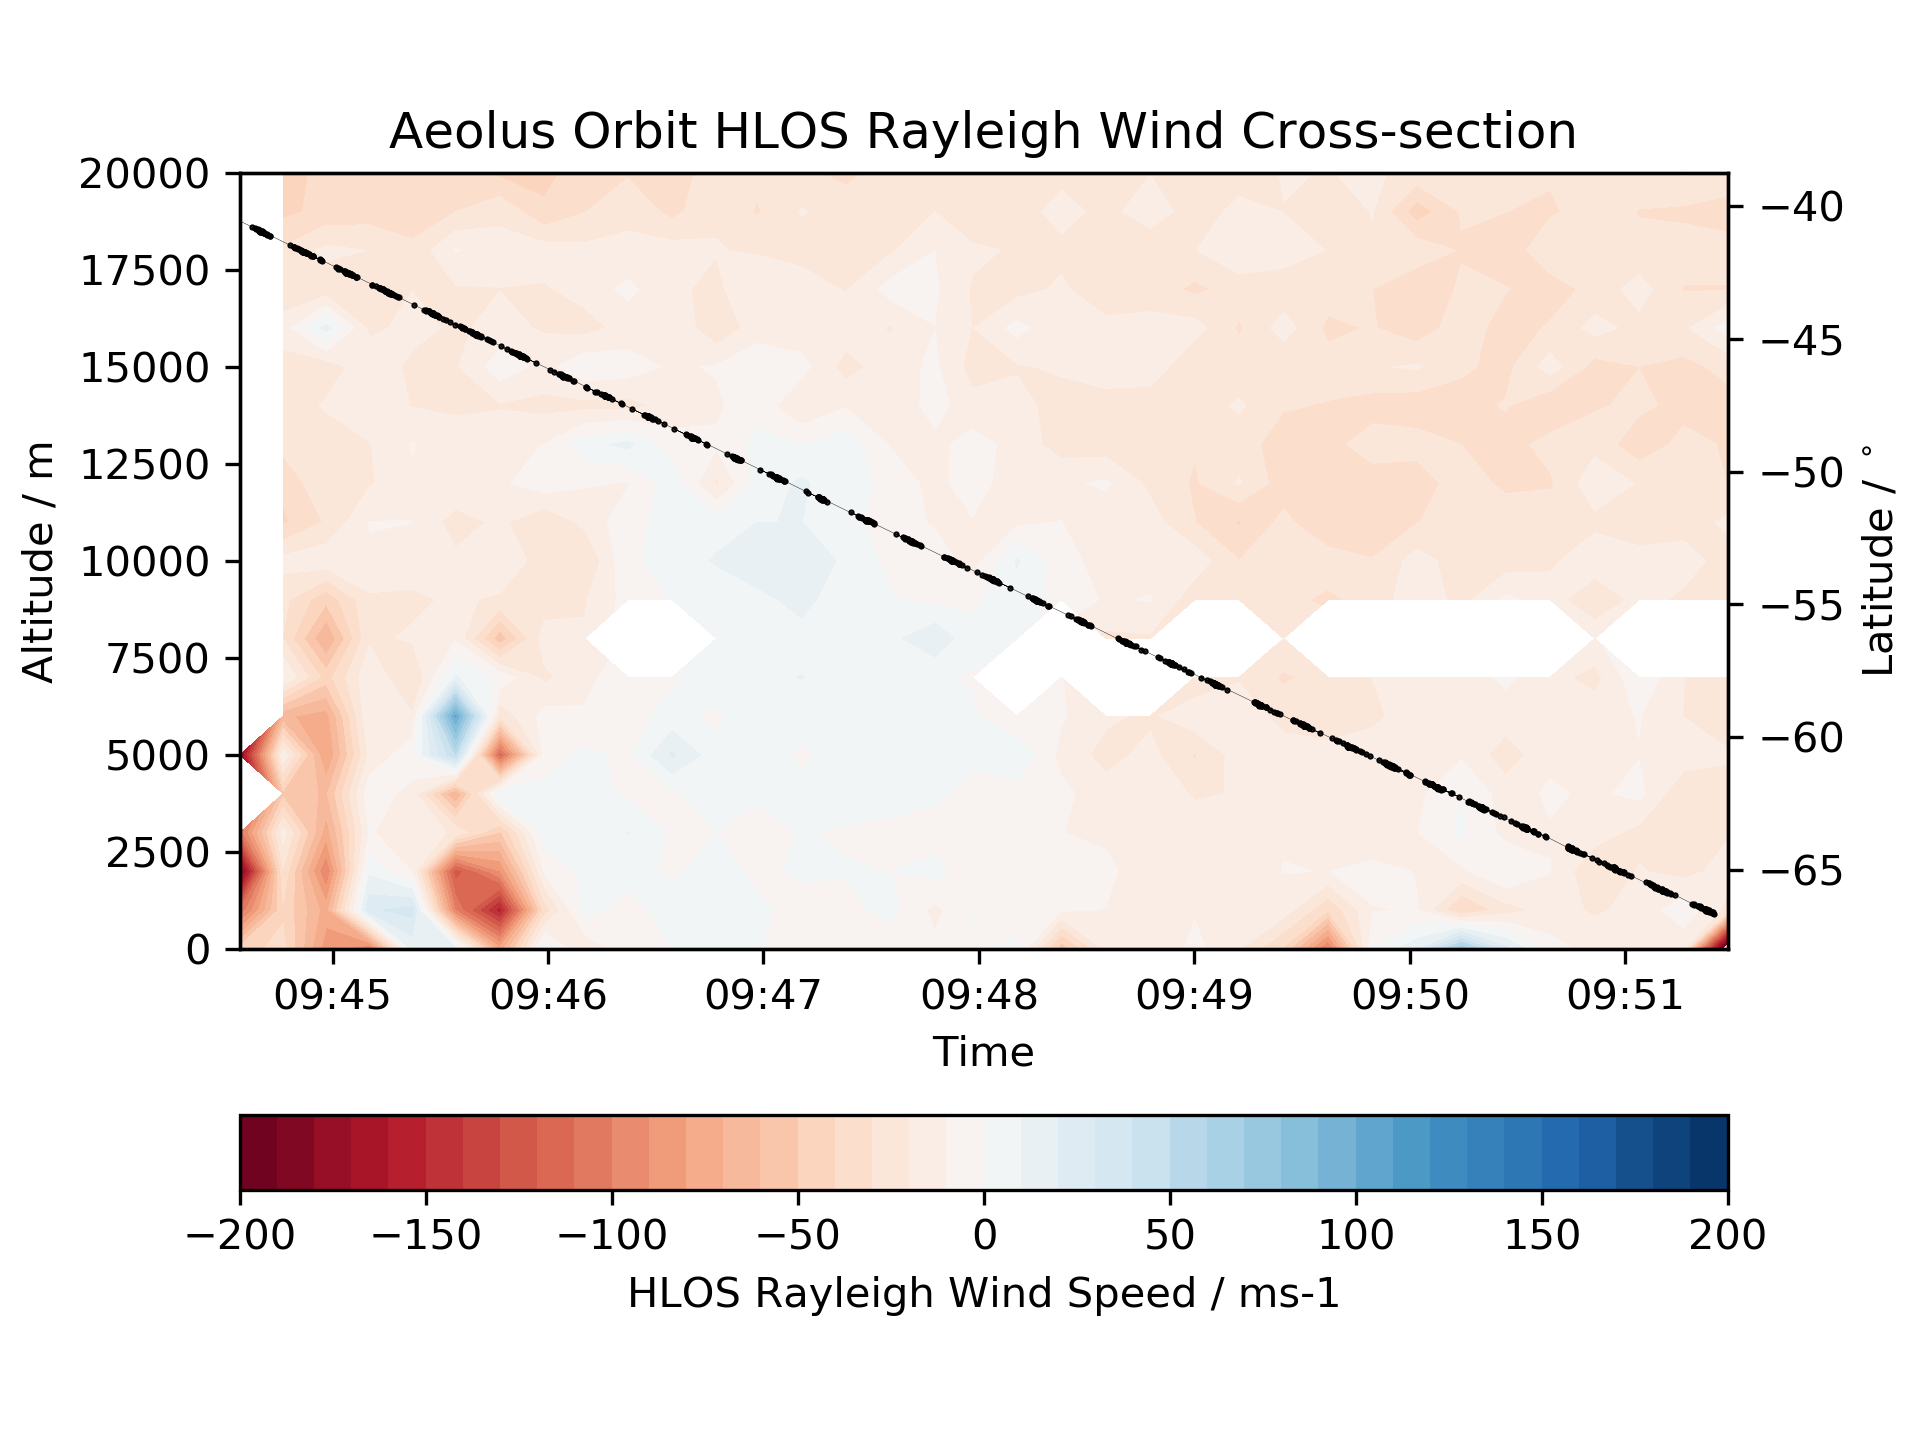 Aeolus Orbit HLOS Rayleigh Wind Cross-section
20000
17500
15000
12500
10000
7500
5000
2500
0
Altitude / m
−40
−45
−50
−55
−60
−65
Latitude / °
09:45 09:46 09:47 09:48 09:49 09:50 09:51
Time
−200 −150 −100 −50 0 50 100 150 200
HLOS Rayleigh Wind Speed / ms-1